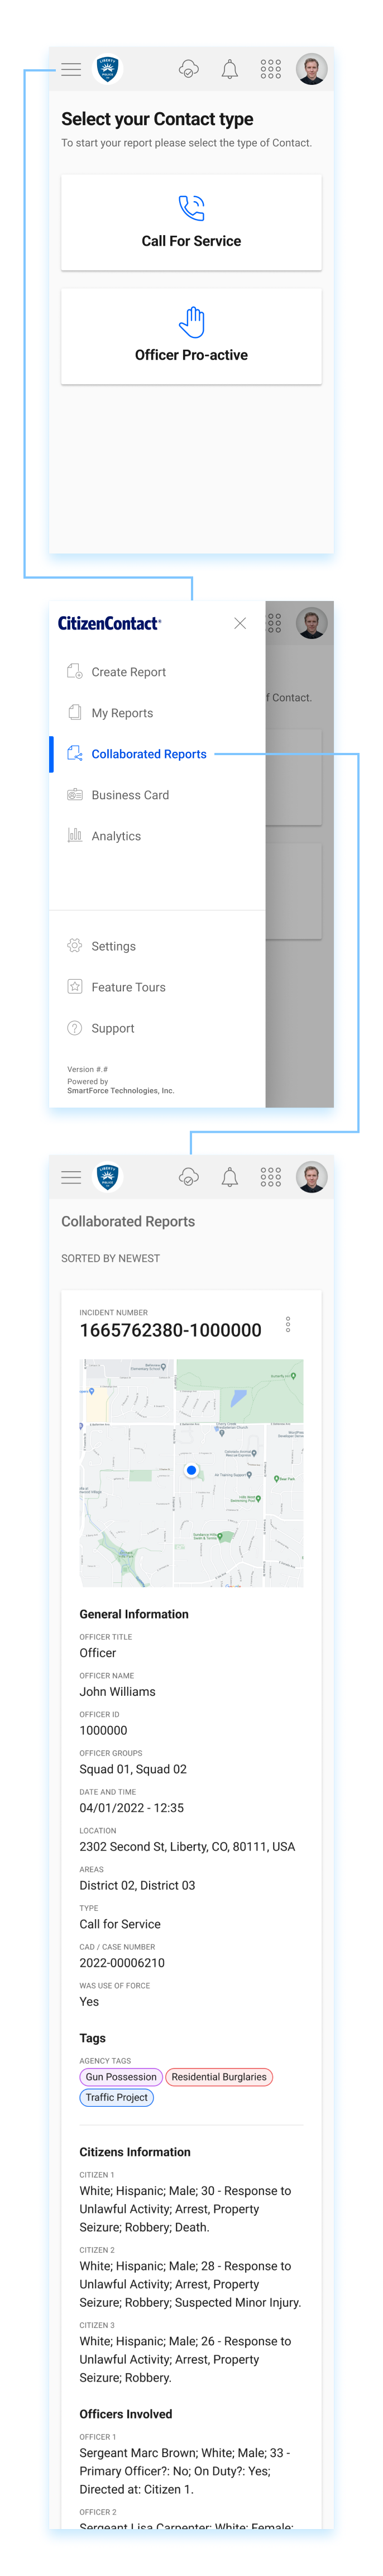 LIBERTY
POLICE
Select your Contact type
To start your report please select the type of Contact.
Call For Service
Officer Pro-active
CitizenContact®
f Contact.
Create Report
My Reports
Collaborated Reports
Business Card
Analytics
Settings
Feature Tours
Support
Version #.#
Powered by
SmartForce Technologies, Inc.
LIBERTY
POLICE
Collaborated Reports
SORTED BY NEWEST
INCIDENT NUMBER
1665762380-1000000
General Information
OFFICER TITLE
Officer
OFFICER NAME
John Williams
OFFICER ID
1000000
OFFICER GROUPS
Squad 01, Squad 02
DATE AND TIME
04/01/2022 - 12:35
LOCATION
2302 Second St, Liberty, CO, 80111, USA
AREAS
District 02, District 03
TYPE
Call for Service
CAD / CASE NUMBER
2022-00006210
WAS USE OF FORCE
Yes
Tags
AGENCY TAGS
Gun Possession
Residential Burglaries
Traffic Project
Citizens Information
CITIZEN 1
White; Hispanic; Male; 30 - Response to
Unlawful Activity; Arrest, Property
Seizure; Robbery; Death.
CITIZEN 2
White; Hispanic; Male; 28 - Response to
Unlawful Activity; Arrest, Property
Seizure; Robbery; Suspected Minor Injury.
CITIZEN 3
White; Hispanic; Male; 26 - Response to
Unlawful Activity; Arrest, Property
Seizure; Robbery.
Officers Involved
OFFICER 1
Sergeant Marc Brown; White; Male; 33 -
Primary Officer?: No; On Duty?: Yes;
Directed at: Citizen 1.
OFFICER 2
Sergeant Lisa Carpenter; White; Female;